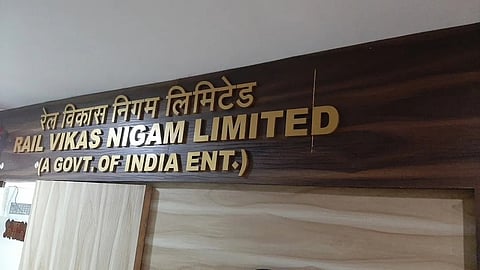 रेल विकास निगम लिमिटेड
RAIL VIKAS NIGAM LIMITED
(A GOVT. OF INDIA ENT.)